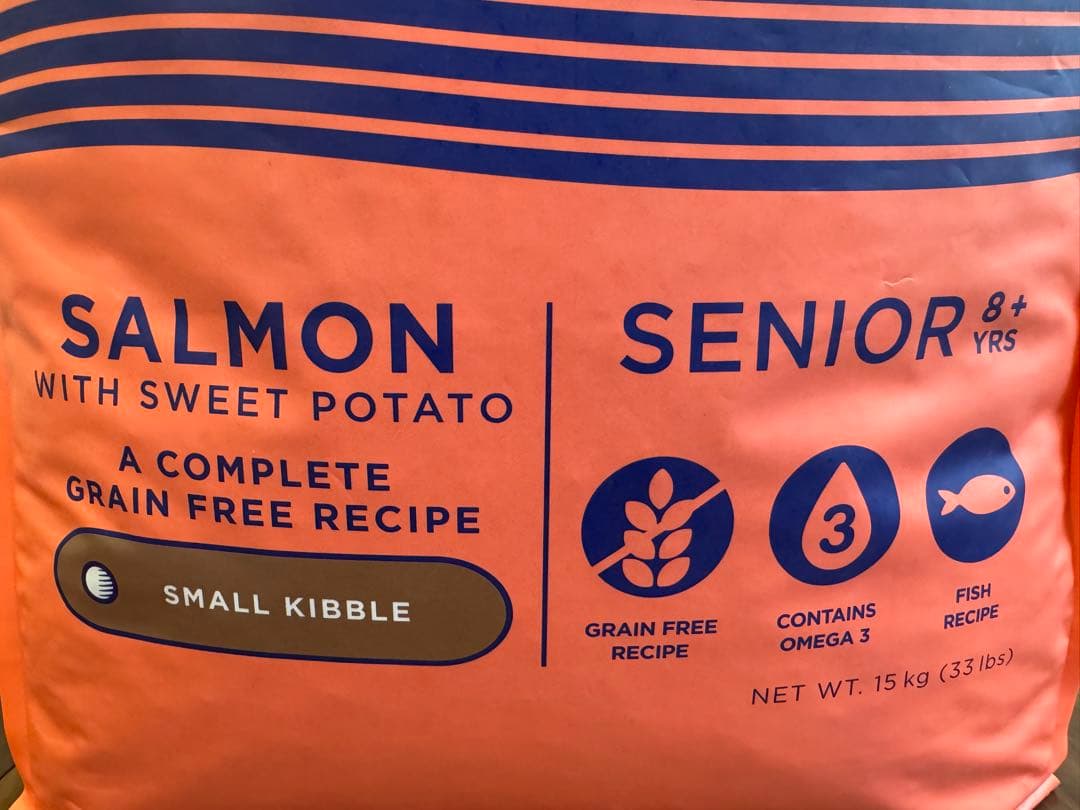 SALMON
WITH SWEET POTATO
A COMPLETE
GRAIN FREE RECIPE
SMALL KIBBLE
SENIOR 8+
YRS
3
GRAIN FREE
RECIPE
CONTAINS
OMEGA 3
FISH
RECIPE
NET WT. 15 kg (33 lbs)